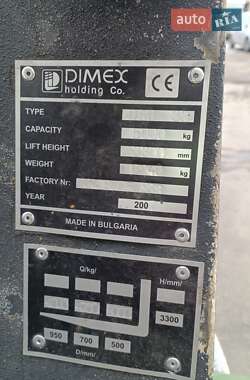 AUTO RIA
DIMEX
holding Co.
CE
TYPE
CAPACITY kg
LIFT HEIGHT mm
WEIGHT kg
FACTORY Nr:
YEAR 200
MADE IN BULGARIA
Q/kg/ H/mm/
3300
950 700 500
D/mm/